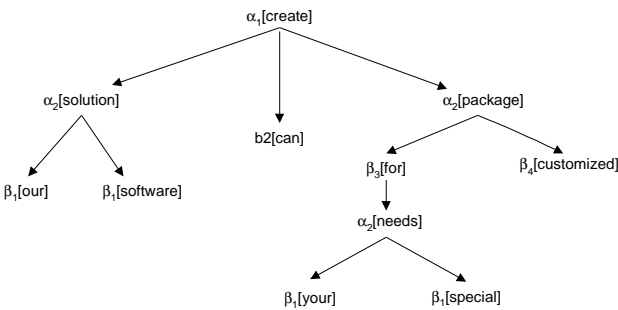 α₁[create]
α₂[solution]
α₂[package]
b2[can]
β₃[for]
β₄[customized]
β₁[our]
β₁[software]
α₂[needs]
β₁[your]
β₁[special]